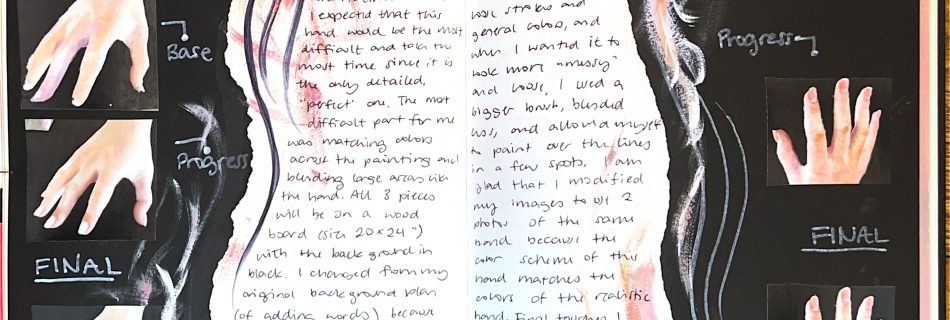 Base
Progress
FINAL
I expected that this
hand would be the most
difficult and take the
most time since it is
the only detailed,
"perfect" one. The most
difficult part for me
was matching colors
across the painting and
blending large areas like
the hand. All 3 pieces
will be on a wood
board (size 20x24")
with the background in
black. I changed from my
original background plan
(of adding words) because
loose strokes and
general colors, and
when I wanted it to
look more "messy"
and loose, I used a
bigger brush, blended
less, and allowed myself
to paint over the lines
in a few spots. I am
glad that I modified
my images to use 2
photos of the same
hand because the
color scheme of this
hand matches the
colors of the realistic
hand. Final touches I
Progress
FINAL